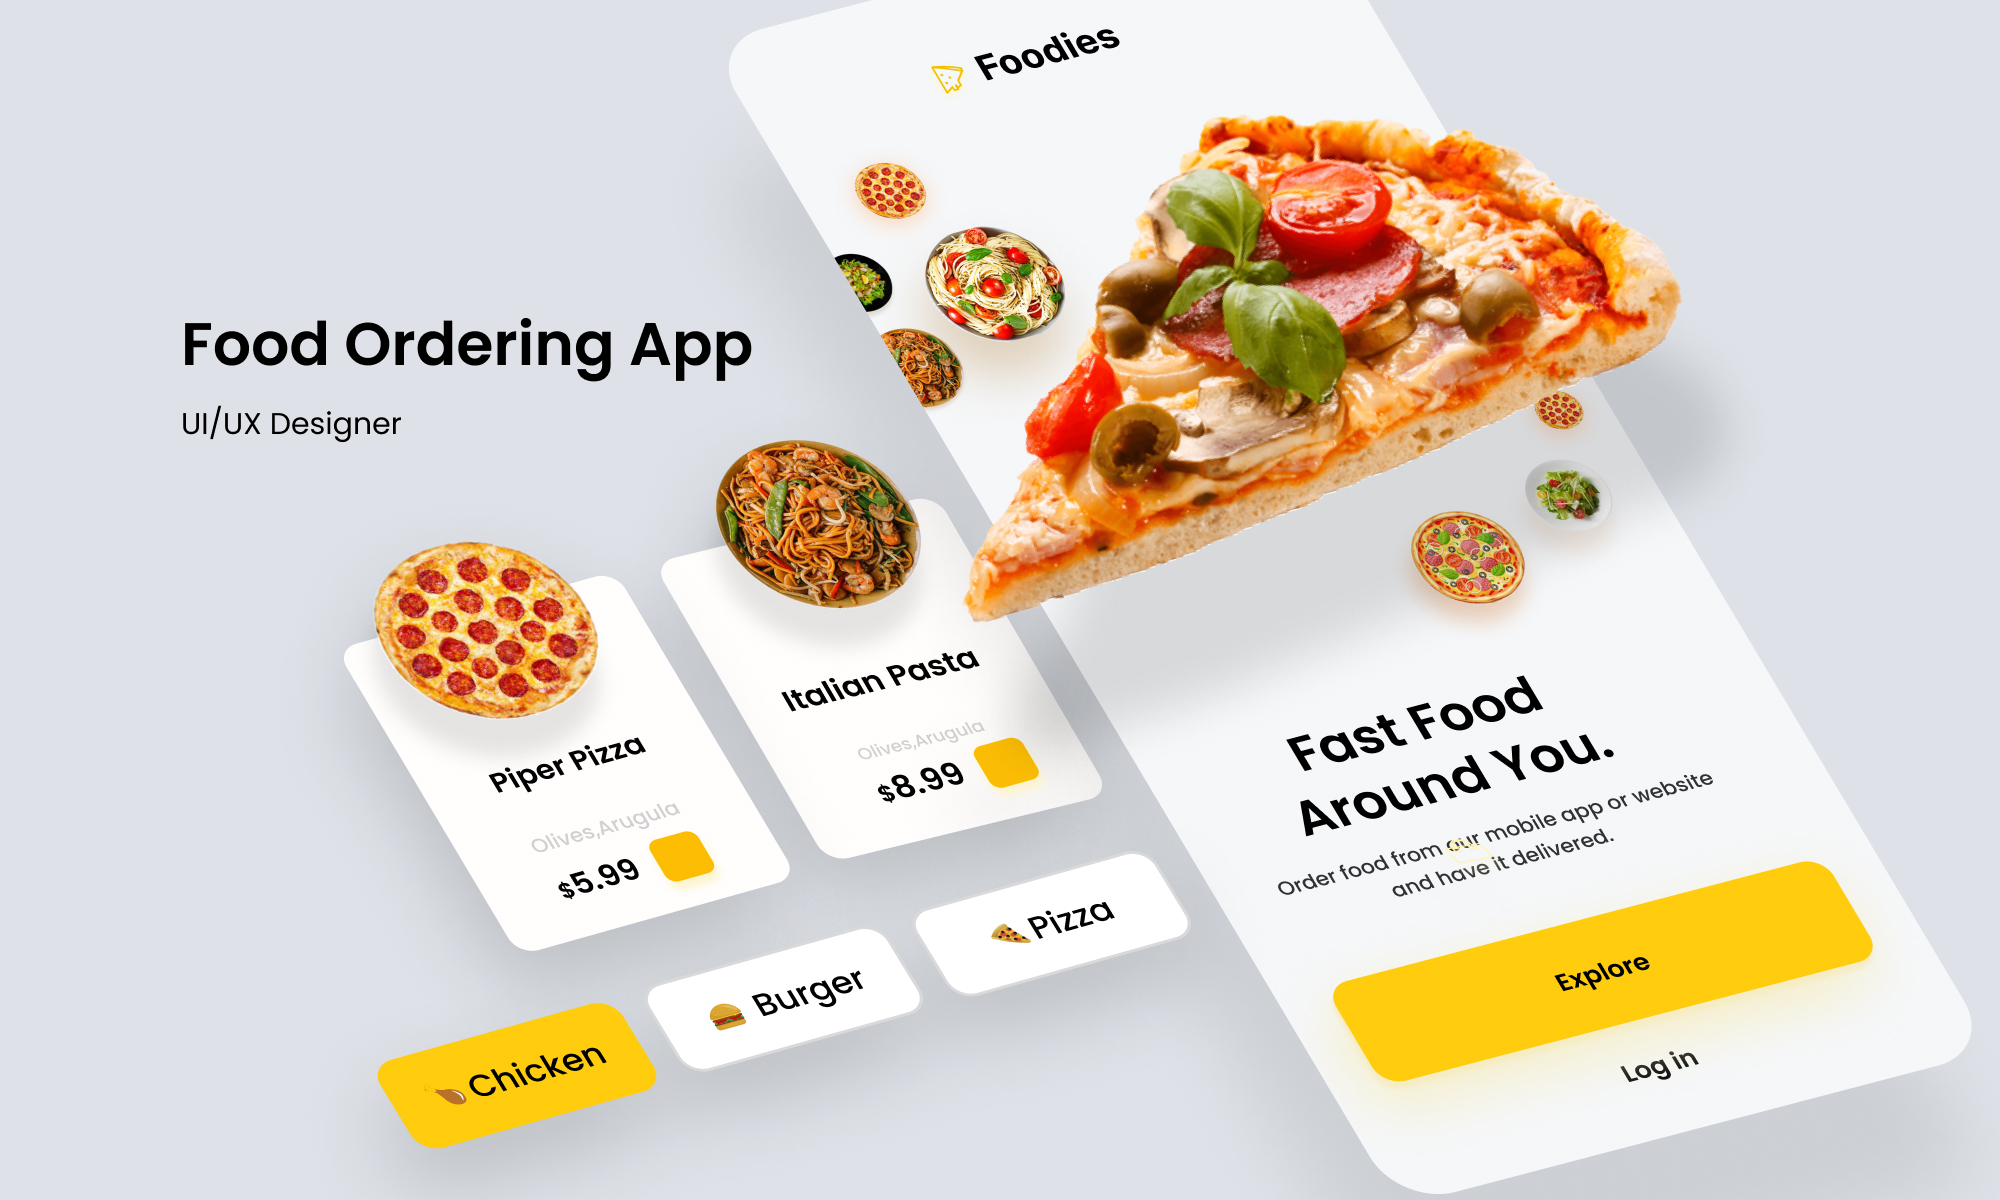 Foodies
Food Ordering App
UI/UX Designer
Piper Pizza
Olives,Arugula
$5.99
Italian Pasta
Olives,Arugula
$8.99
Chicken
Burger
Pizza
Fast Food
Around You.
Order food from our mobile app or website
and have it delivered.
Explore
Log in